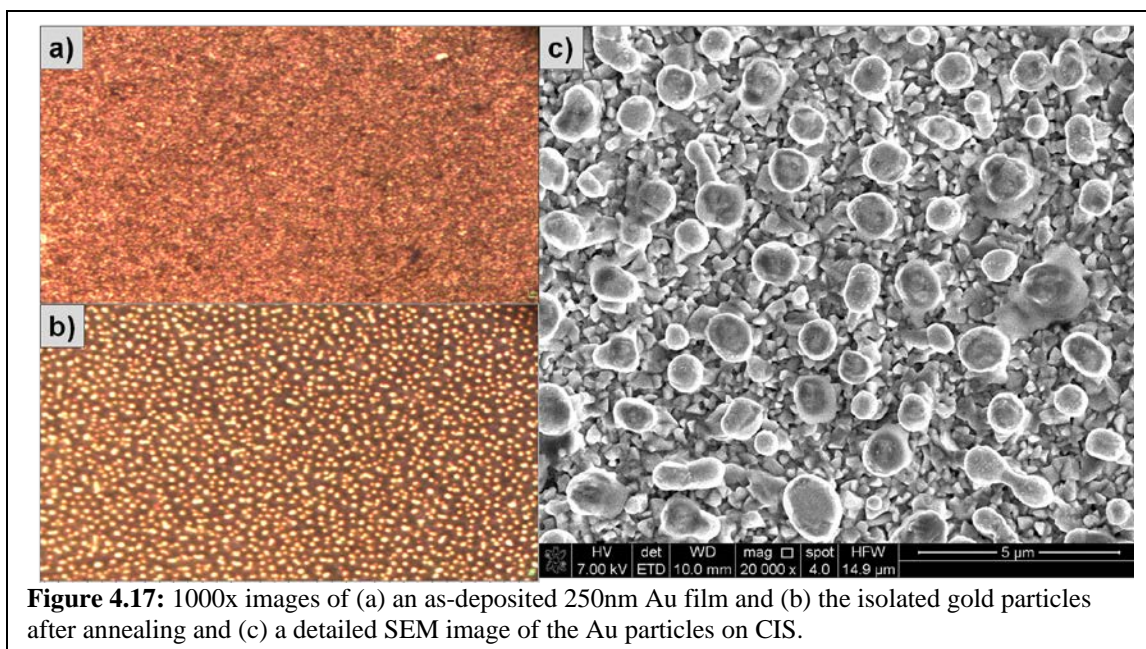 a)
b)
c)
HV det WD mag □ spot HFW
7.00 kV ETD 10.0 mm 20 000 x 4.0 14.9 µm
5 µm
Figure 4.17: 1000x images of (a) an as-deposited 250nm Au film and (b) the isolated gold particles
after annealing and (c) a detailed SEM image of the Au particles on CIS.